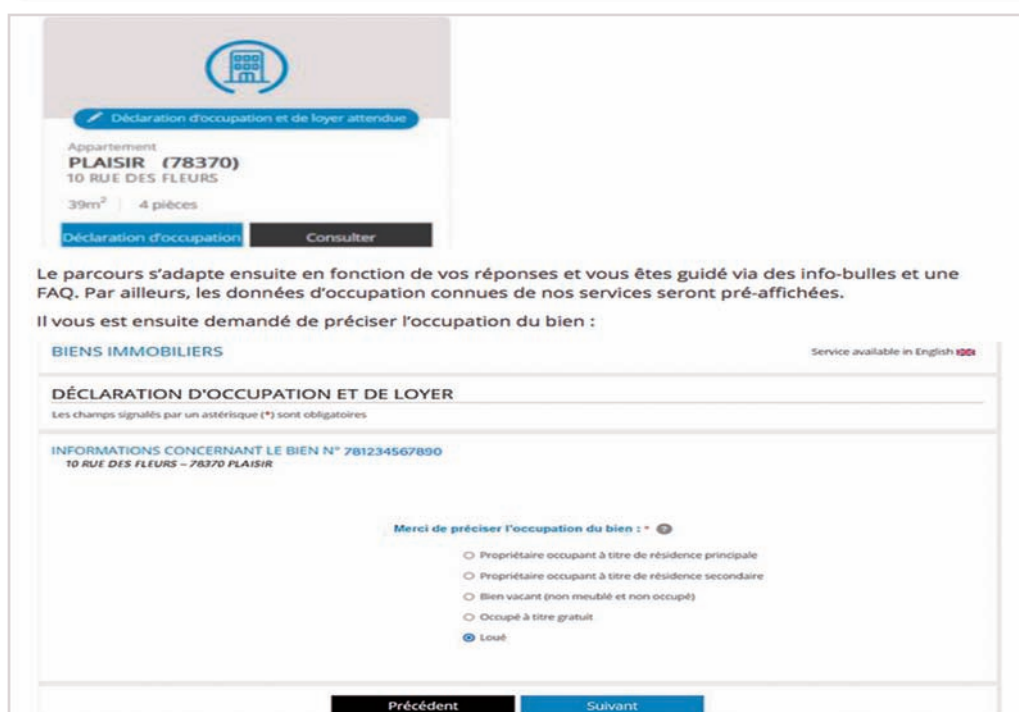 Déclaration d'occupation et de loyer attendue
Appartement
PLAISIR (78370)
10 RUE DES FLEURS
39m² 4 pièces
Déclaration d'occupation Consulter
Le parcours s’adapte ensuite en fonction de vos réponses et vous êtes guidé via des info-bulles et une
FAQ. Par ailleurs, les données d’occupation connues de nos services seront pré-affichées.
Il vous est ensuite demandé de préciser l’occupation du bien :
BIENS IMMOBILIERS Service available in English
DÉCLARATION D'OCCUPATION ET DE LOYER
Les champs signalés par un astérisque (*) sont obligatoires
INFORMATIONS CONCERNANT LE BIEN N° 781234567890
10 RUE DES FLEURS – 78370 PLAISIR
Merci de préciser l'occupation du bien : * ?
Propriétaire occupant à titre de résidence principale
Propriétaire occupant à titre de résidence secondaire
Bien vacant (non meublé et non occupé)
Occupé à titre gratuit
Loué
Précédent Suivant